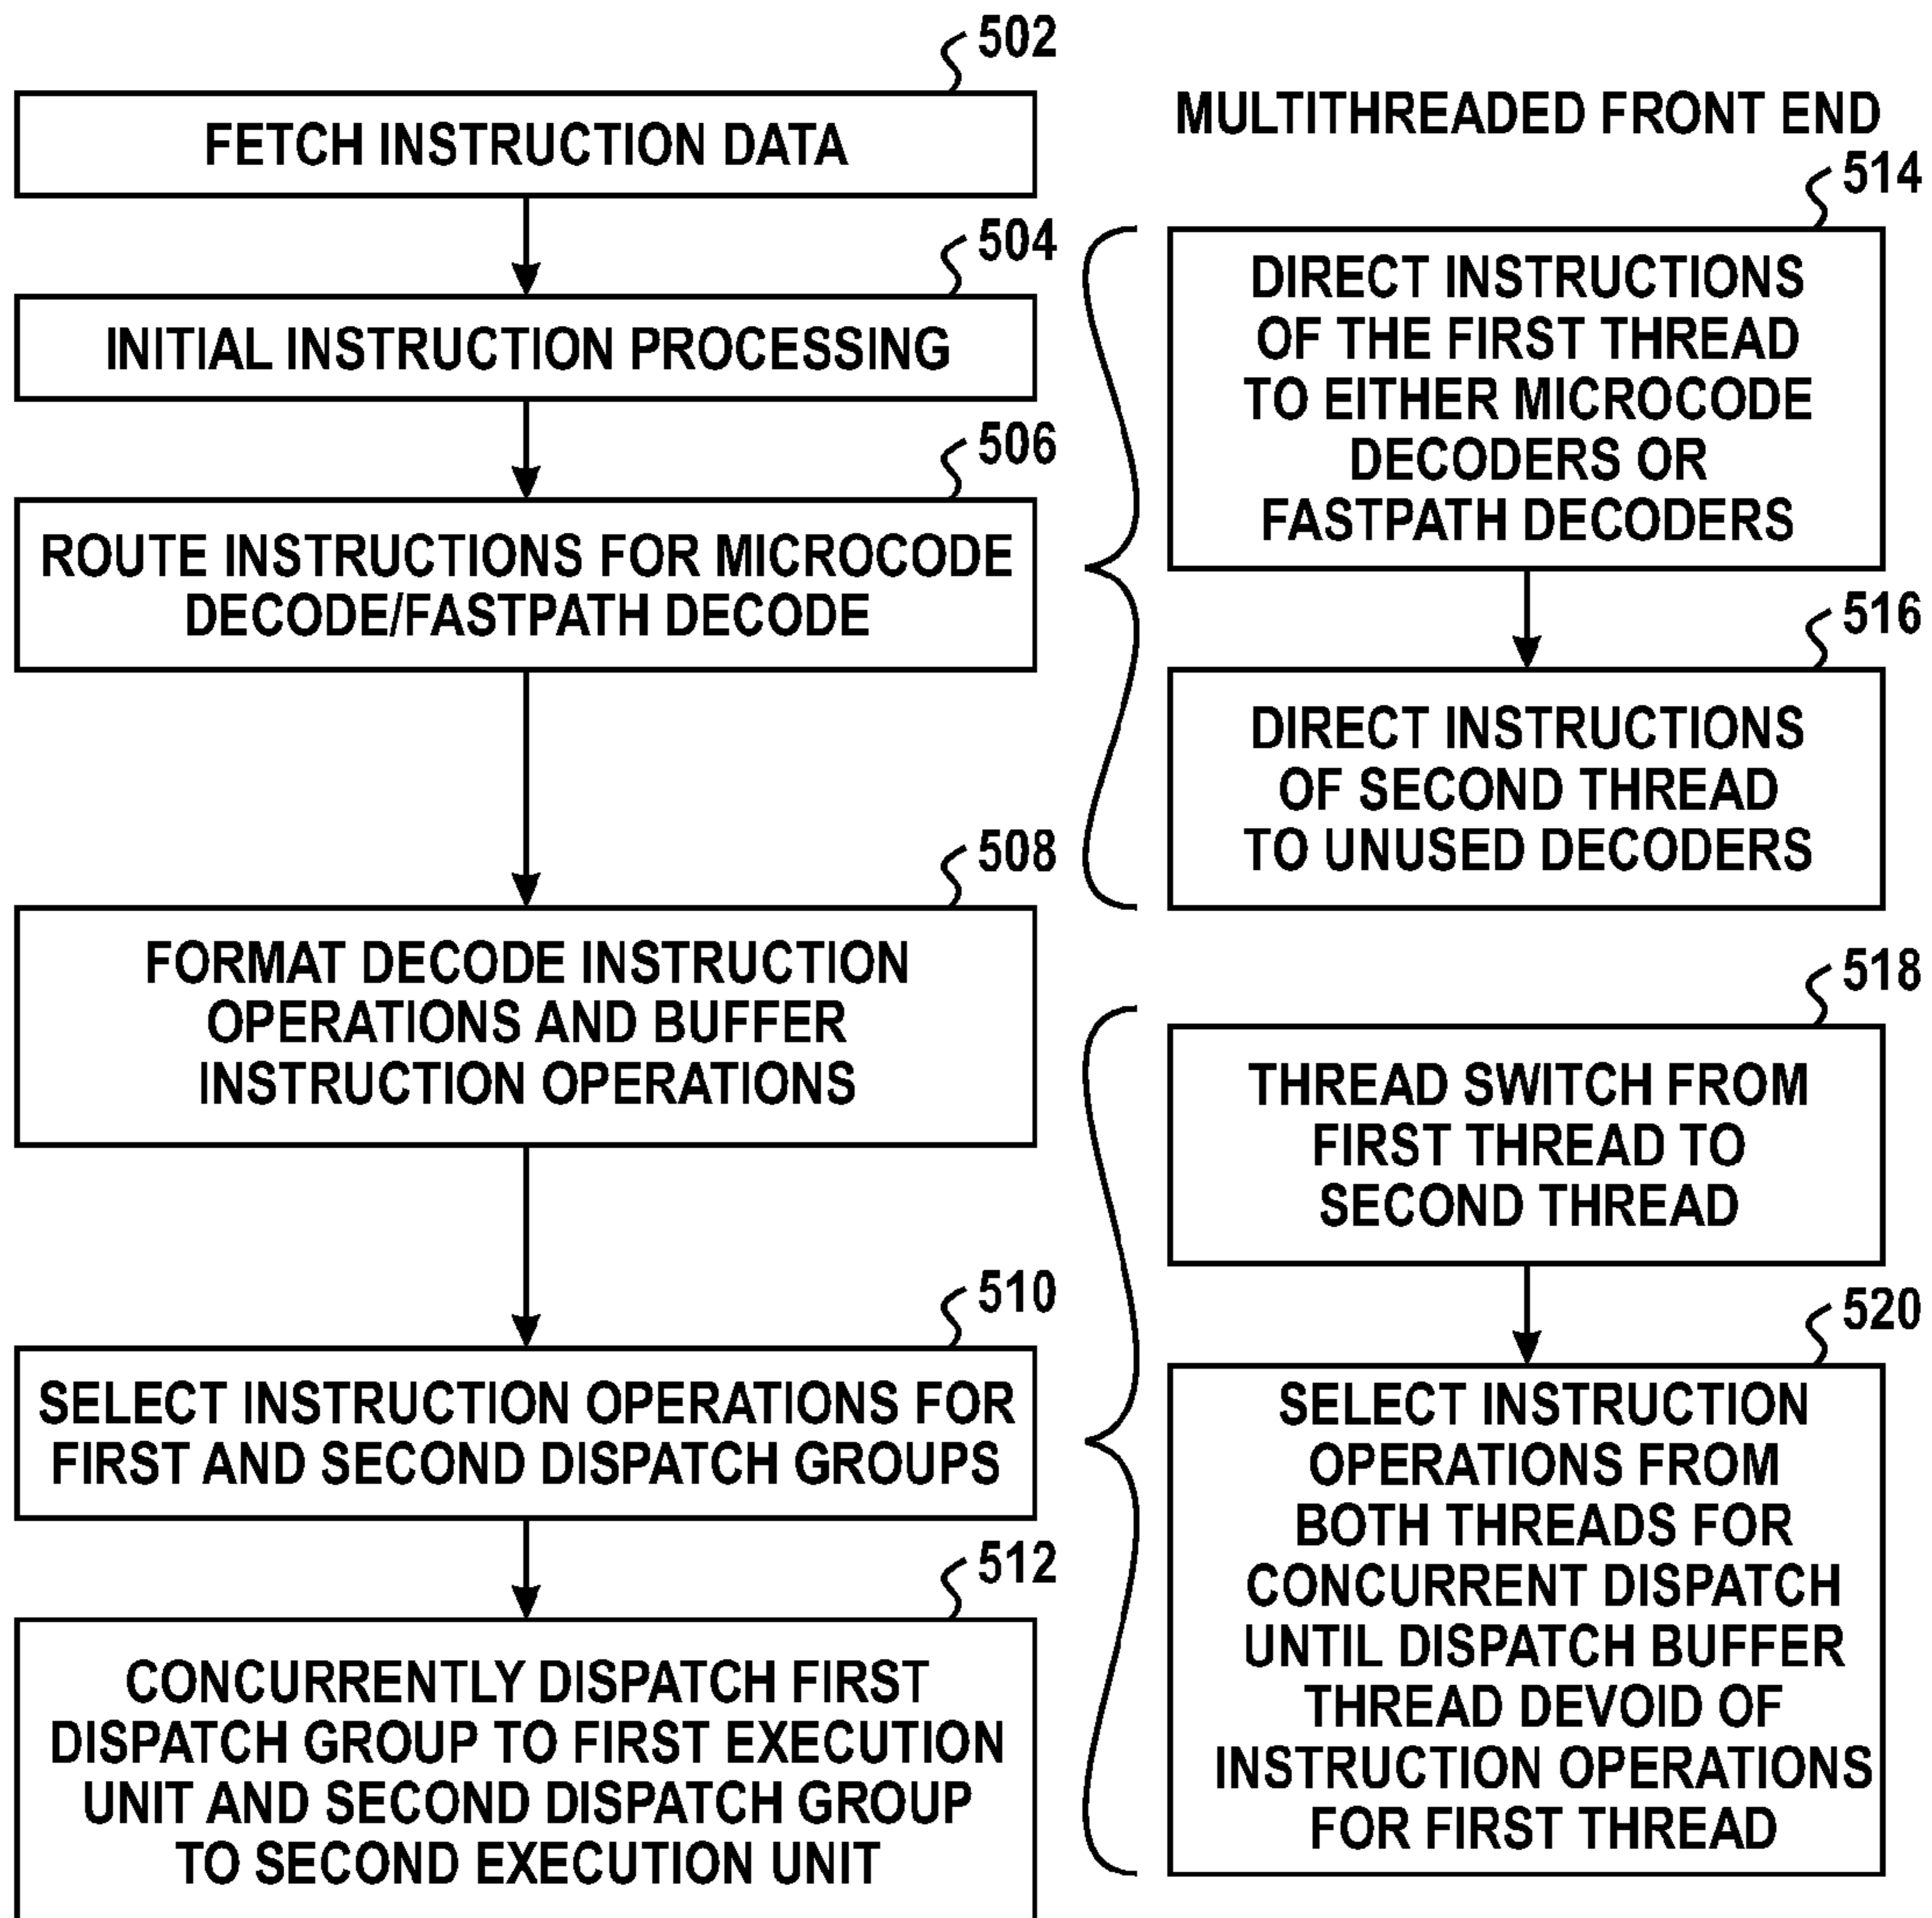 502
FETCH INSTRUCTION DATA
504
INITIAL INSTRUCTION PROCESSING
506
ROUTE INSTRUCTIONS FOR MICROCODE
DECODE/FASTPATH DECODE
508
FORMAT DECODE INSTRUCTION
OPERATIONS AND BUFFER
INSTRUCTION OPERATIONS
510
SELECT INSTRUCTION OPERATIONS FOR
FIRST AND SECOND DISPATCH GROUPS
512
CONCURRENTLY DISPATCH FIRST
DISPATCH GROUP TO FIRST EXECUTION
UNIT AND SECOND DISPATCH GROUP
TO SECOND EXECUTION UNIT
MULTITHREADED FRONT END
514
DIRECT INSTRUCTIONS
OF THE FIRST THREAD
TO EITHER MICROCODE
DECODERS OR
FASTPATH DECODERS
516
DIRECT INSTRUCTIONS
OF SECOND THREAD
TO UNUSED DECODERS
518
THREAD SWITCH FROM
FIRST THREAD TO
SECOND THREAD
520
SELECT INSTRUCTION
OPERATIONS FROM
BOTH THREADS FOR
CONCURRENT DISPATCH
UNTIL DISPATCH BUFFER
THREAD DEVOID OF
INSTRUCTION OPERATIONS
FOR FIRST THREAD